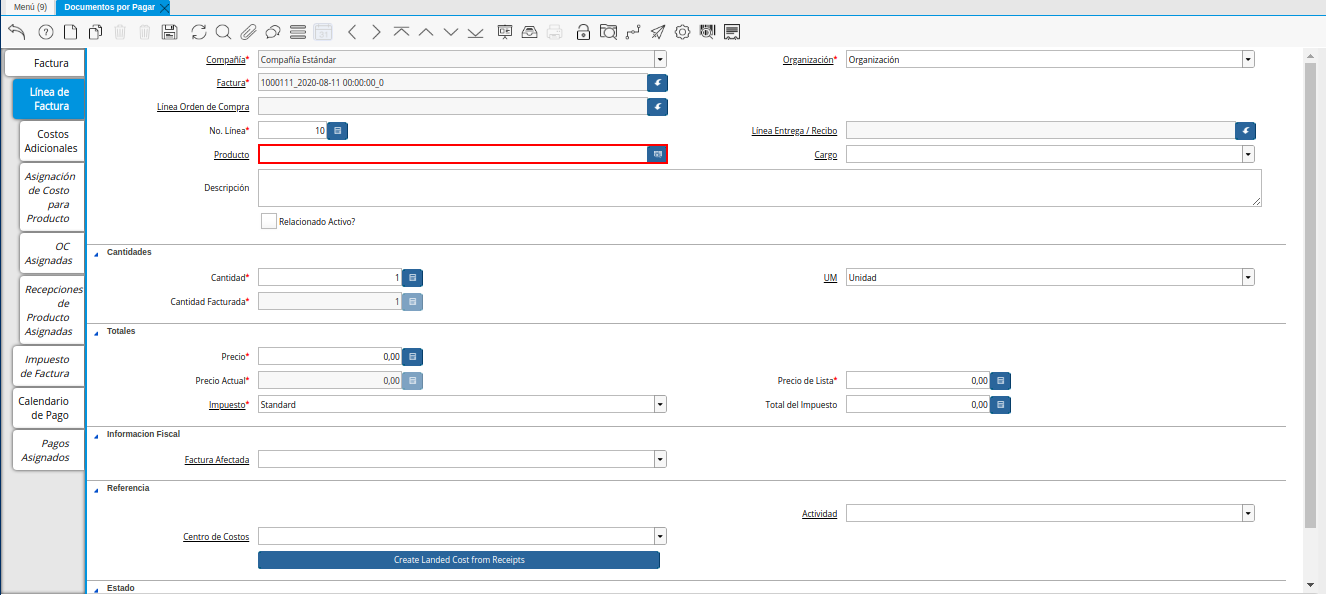 Menú (9)
Documentos por Pagar
Factura
Línea de
Factura
Costos
Adicionales
Asignación
de Costo
para
Producto
OC
Asignadas
Recepciones
de
Producto
Asignadas
Impuesto
de Factura
Calendario
de Pago
Pagos
Asignados
Compañía* Compañía Estándar
Organización* Organización
Factura* 1000111_2020-08-11 00:00:00_0
Línea Orden de Compra
No. Línea* 10
Línea Entrega / Recibo
Producto
Cargo
Descripción
Relacionado Activo?
Cantidades
Cantidad* 1
UM Unidad
Cantidad Facturada* 1
Totales
Precio* 0,00
Precio Actual* 0,00
Precio de Lista* 0,00
Impuesto* Standard
Total del Impuesto 0,00
Informacion Fiscal
Factura Afectada
Referencia
Actividad
Centro de Costos
Create Landed Cost from Receipts
Estado